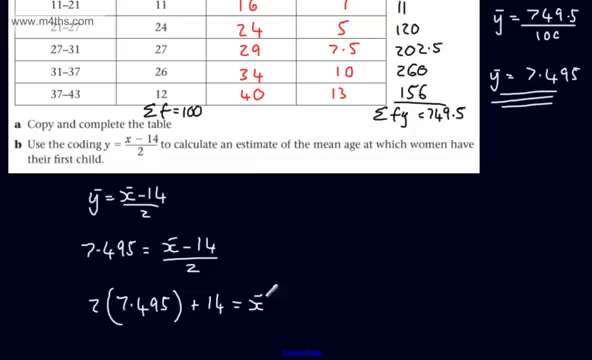 www.m4ths.com
11–21 11 16 1 11
21–27 24 24 5 120
27–31 27 29 7.5 202.5
31–37 26 34 10 260
37–43 12 40 13 156
Σf = 100 Σfy = 749.5
ȳ = 749.5
100
ȳ = 7.495
a Copy and complete the table
b Use the coding y = x − 14 / 2 to calculate an estimate of the mean age at which women have
their first child.
ȳ = x̄ − 14
2
7.495 = x̄ − 14
2
2(7.495) + 14 = x̄